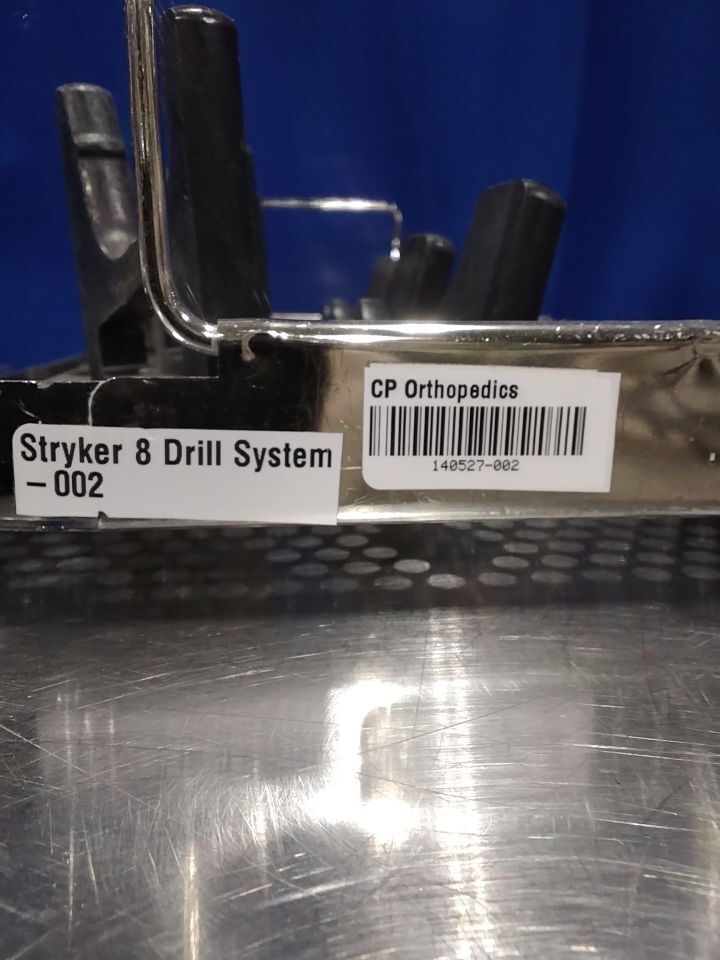 Stryker 8 Drill System
-002
CP Orthopedics
140527-002